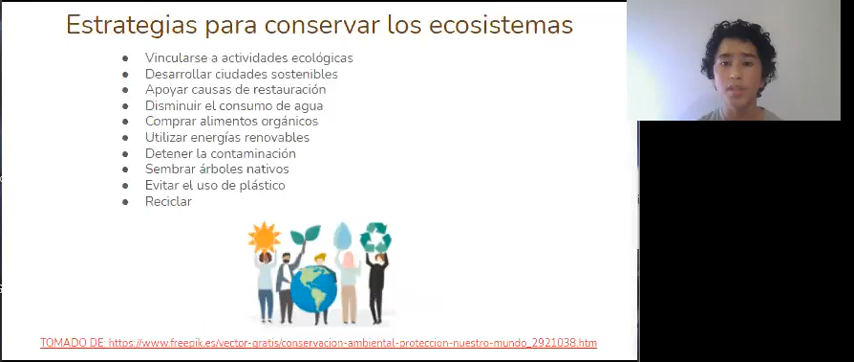 Estrategias para conservar los ecosistemas
● Vincularse a actividades ecológicas
● Desarrollar ciudades sostenibles
● Apoyar causas de restauración
● Disminuir el consumo de agua
● Comprar alimentos orgánicos
● Utilizar energías renovables
● Detener la contaminación
● Sembrar árboles nativos
● Evitar el uso de plástico
● Reciclar
TOMADO DE: https://www.freepik.es/vector-gratis/conservacion-ambiental-proteccion-nuestro-mundo_2921038.htm